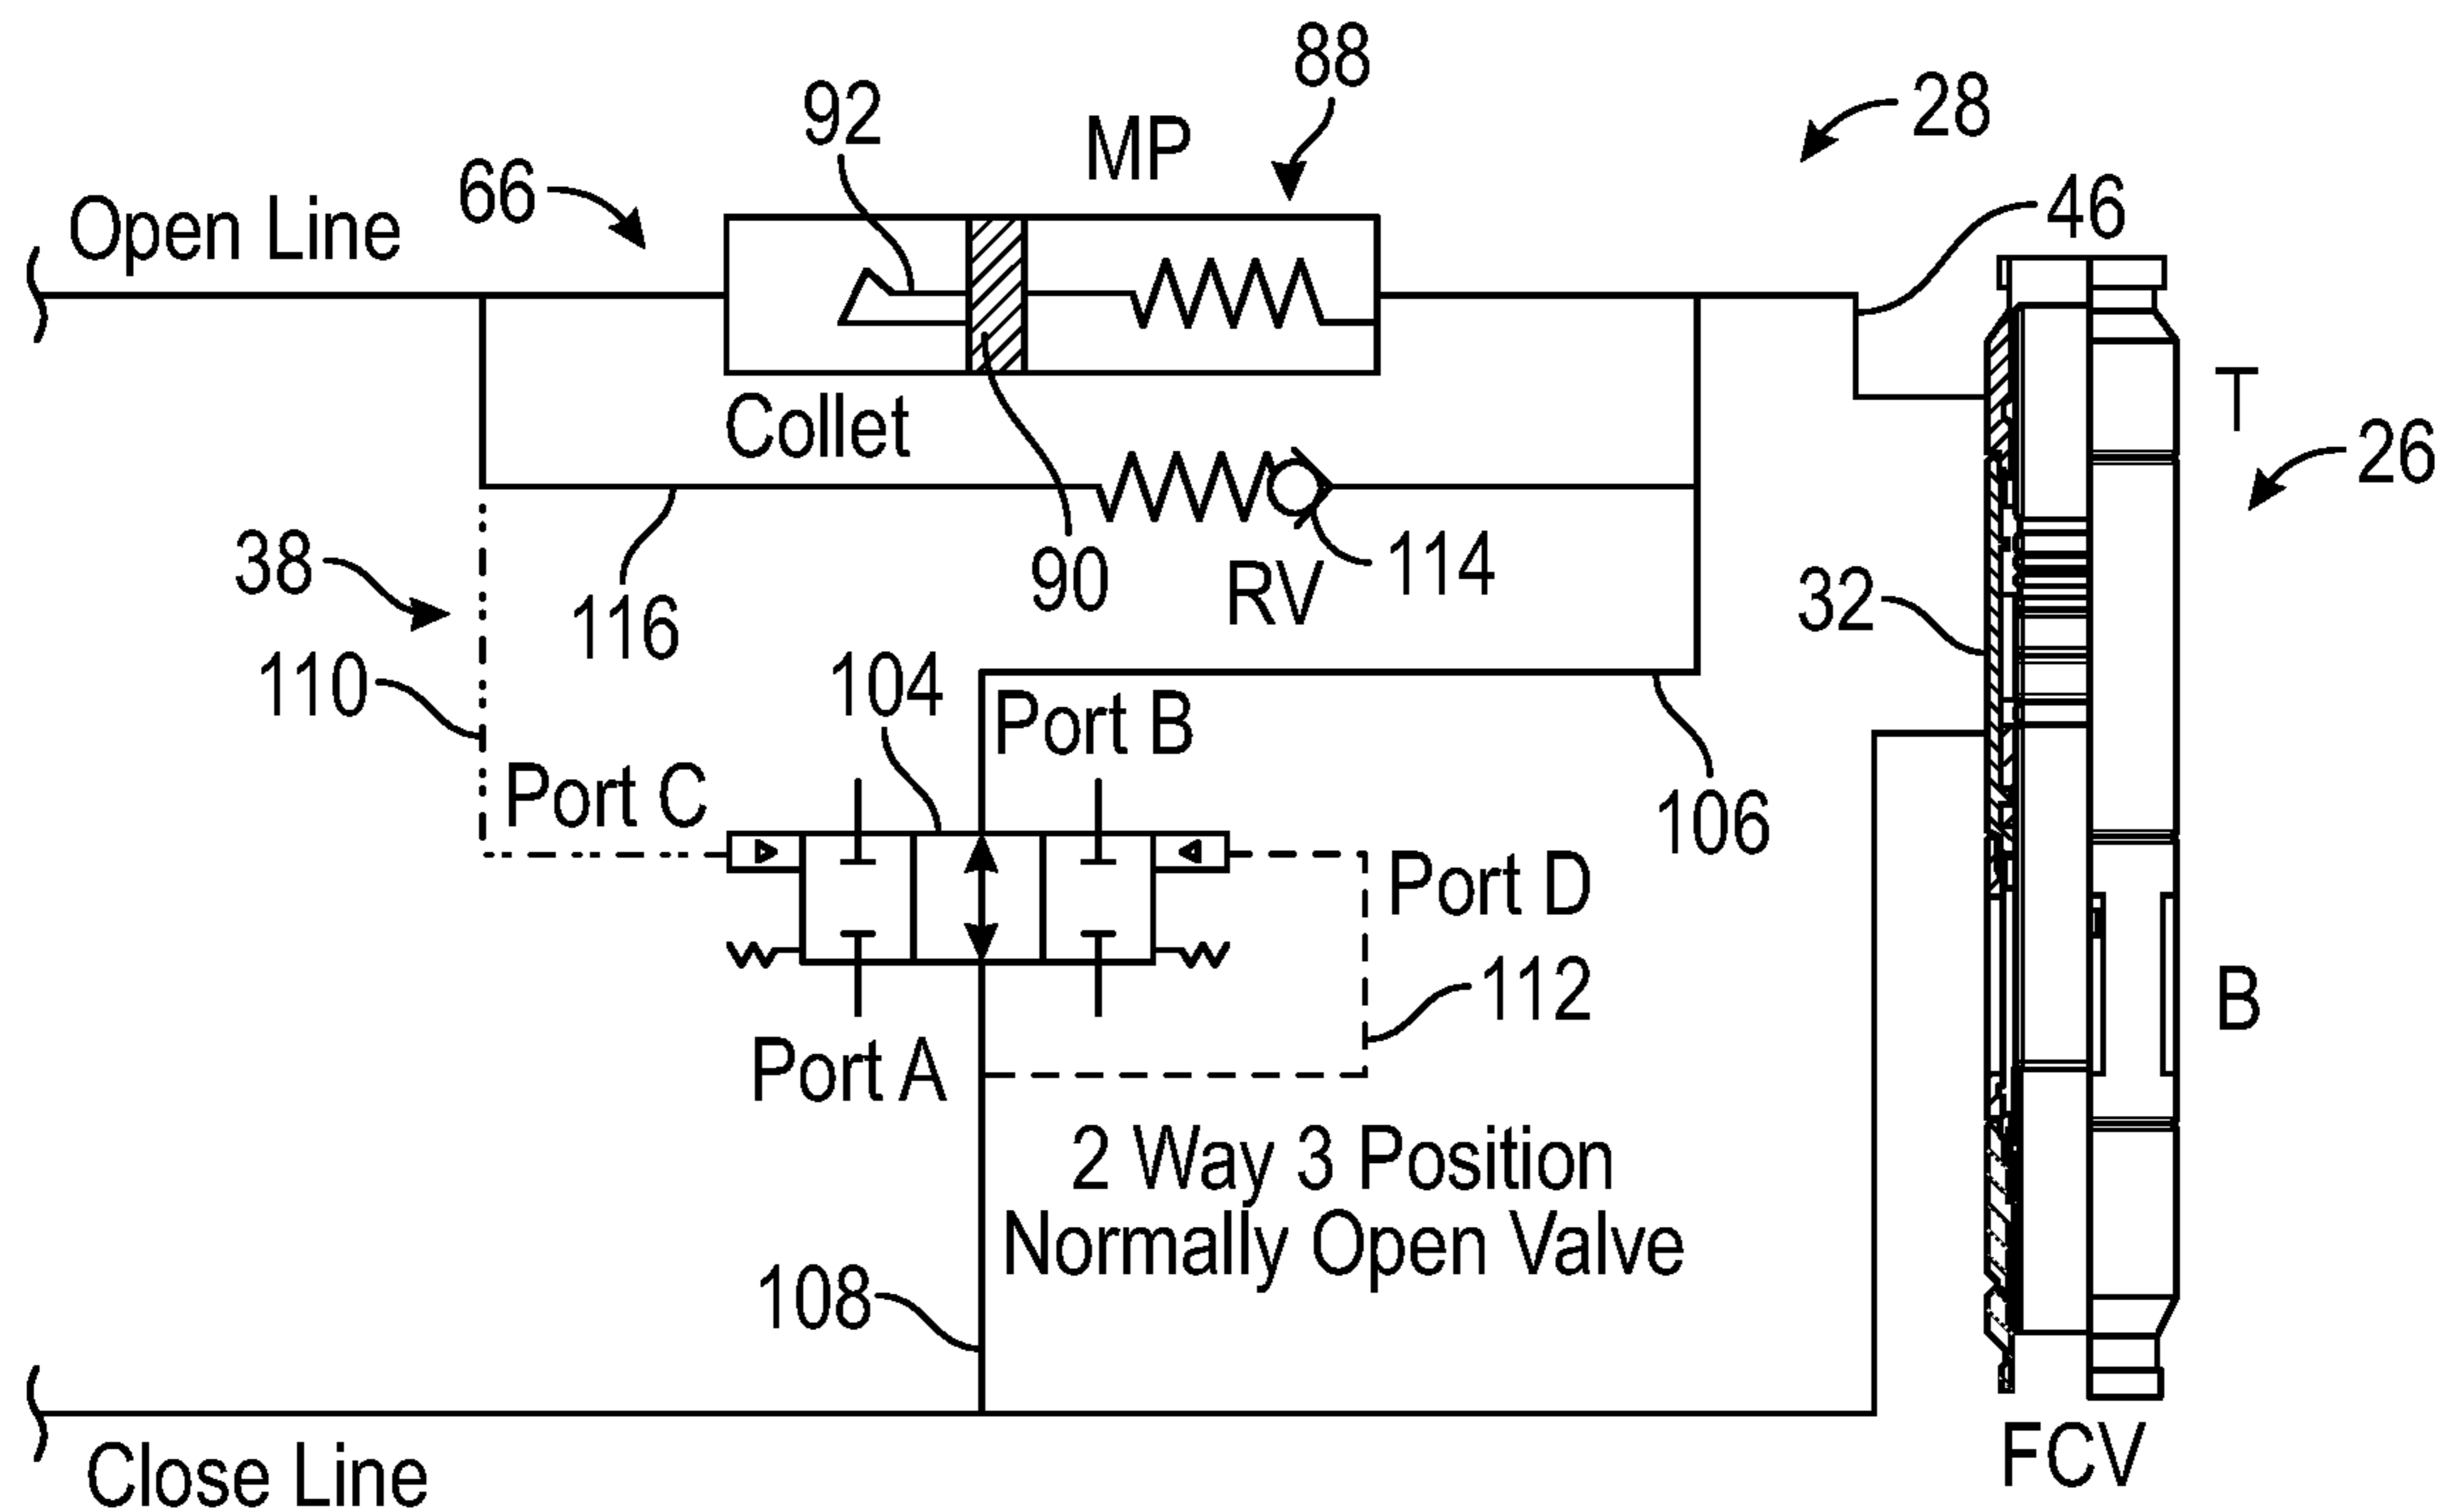 88
92
MP
28
66
Open Line
46
T
Collet
26
38
90
RV
114
116
32
110
104
Port B
Port C
106
Port D
112
B
Port A
2 Way 3 Position
Normally Open Valve
108
Close Line
FCV